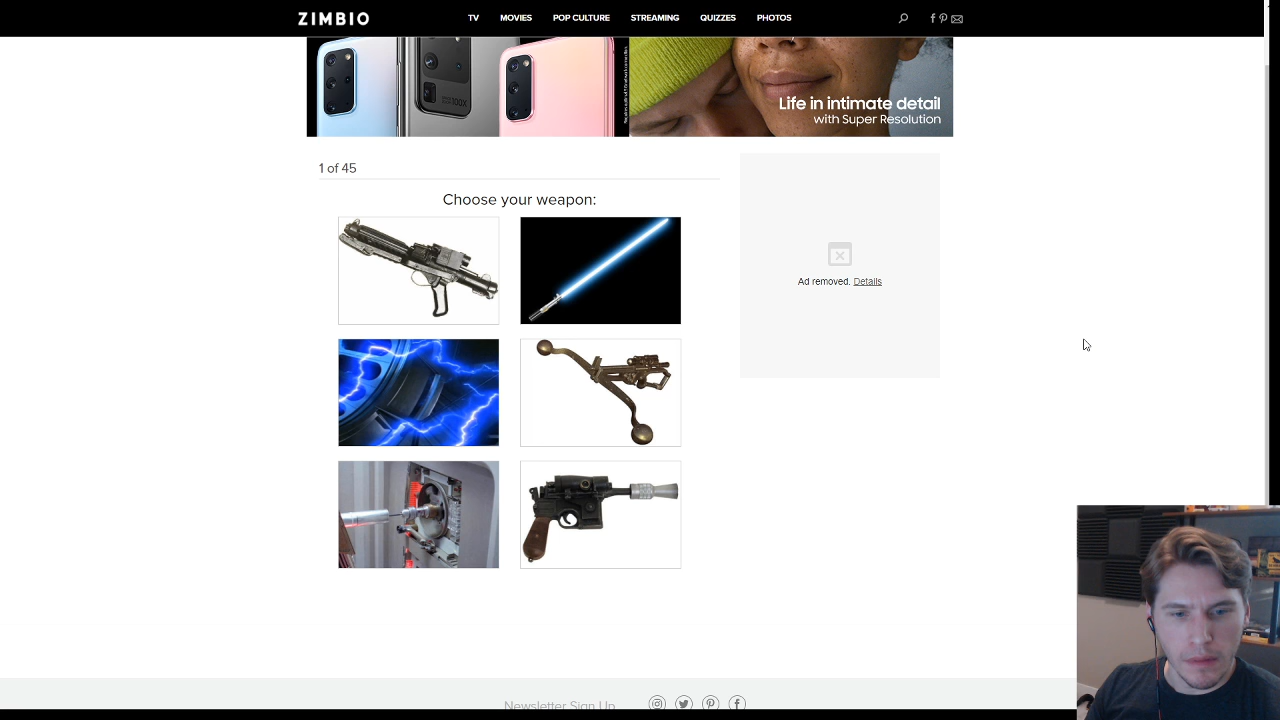 ZIMBIO
TV MOVIES POP CULTURE STREAMING QUIZZES PHOTOS
100X
Life in intimate detail
with Super Resolution
1 of 45
Choose your weapon:
Ad removed. Details
Newsletter Sign Up